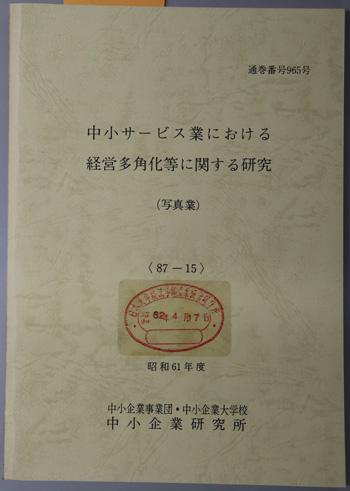 通巻番号965号
中小サービス業における
経営多角化等に関する研究
(写真業)
〈87－15〉
62.4月7日
昭和61年度
中小企業事業団・中小企業大学校
中小企業研究所